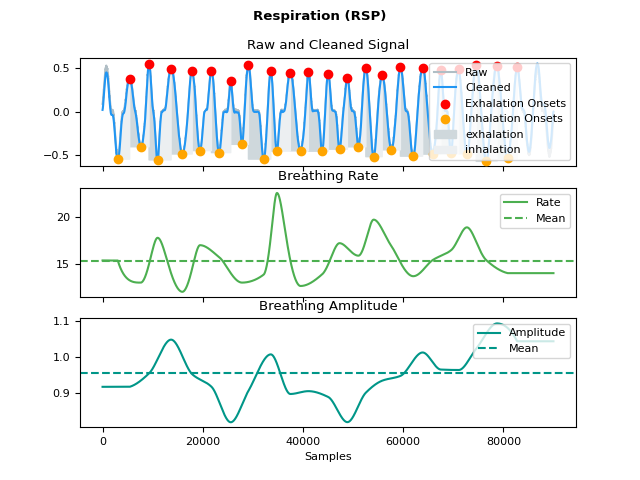 Respiration (RSP)
Raw and Cleaned Signal
0.5
0.0
−0.5
Raw
Cleaned
Exhalation Onsets
Inhalation Onsets
exhalation
inhalation
Breathing Rate
20
15
Rate
Mean
Breathing Amplitude
1.1
1.0
0.9
Amplitude
Mean
0 20000 40000 60000 80000
Samples